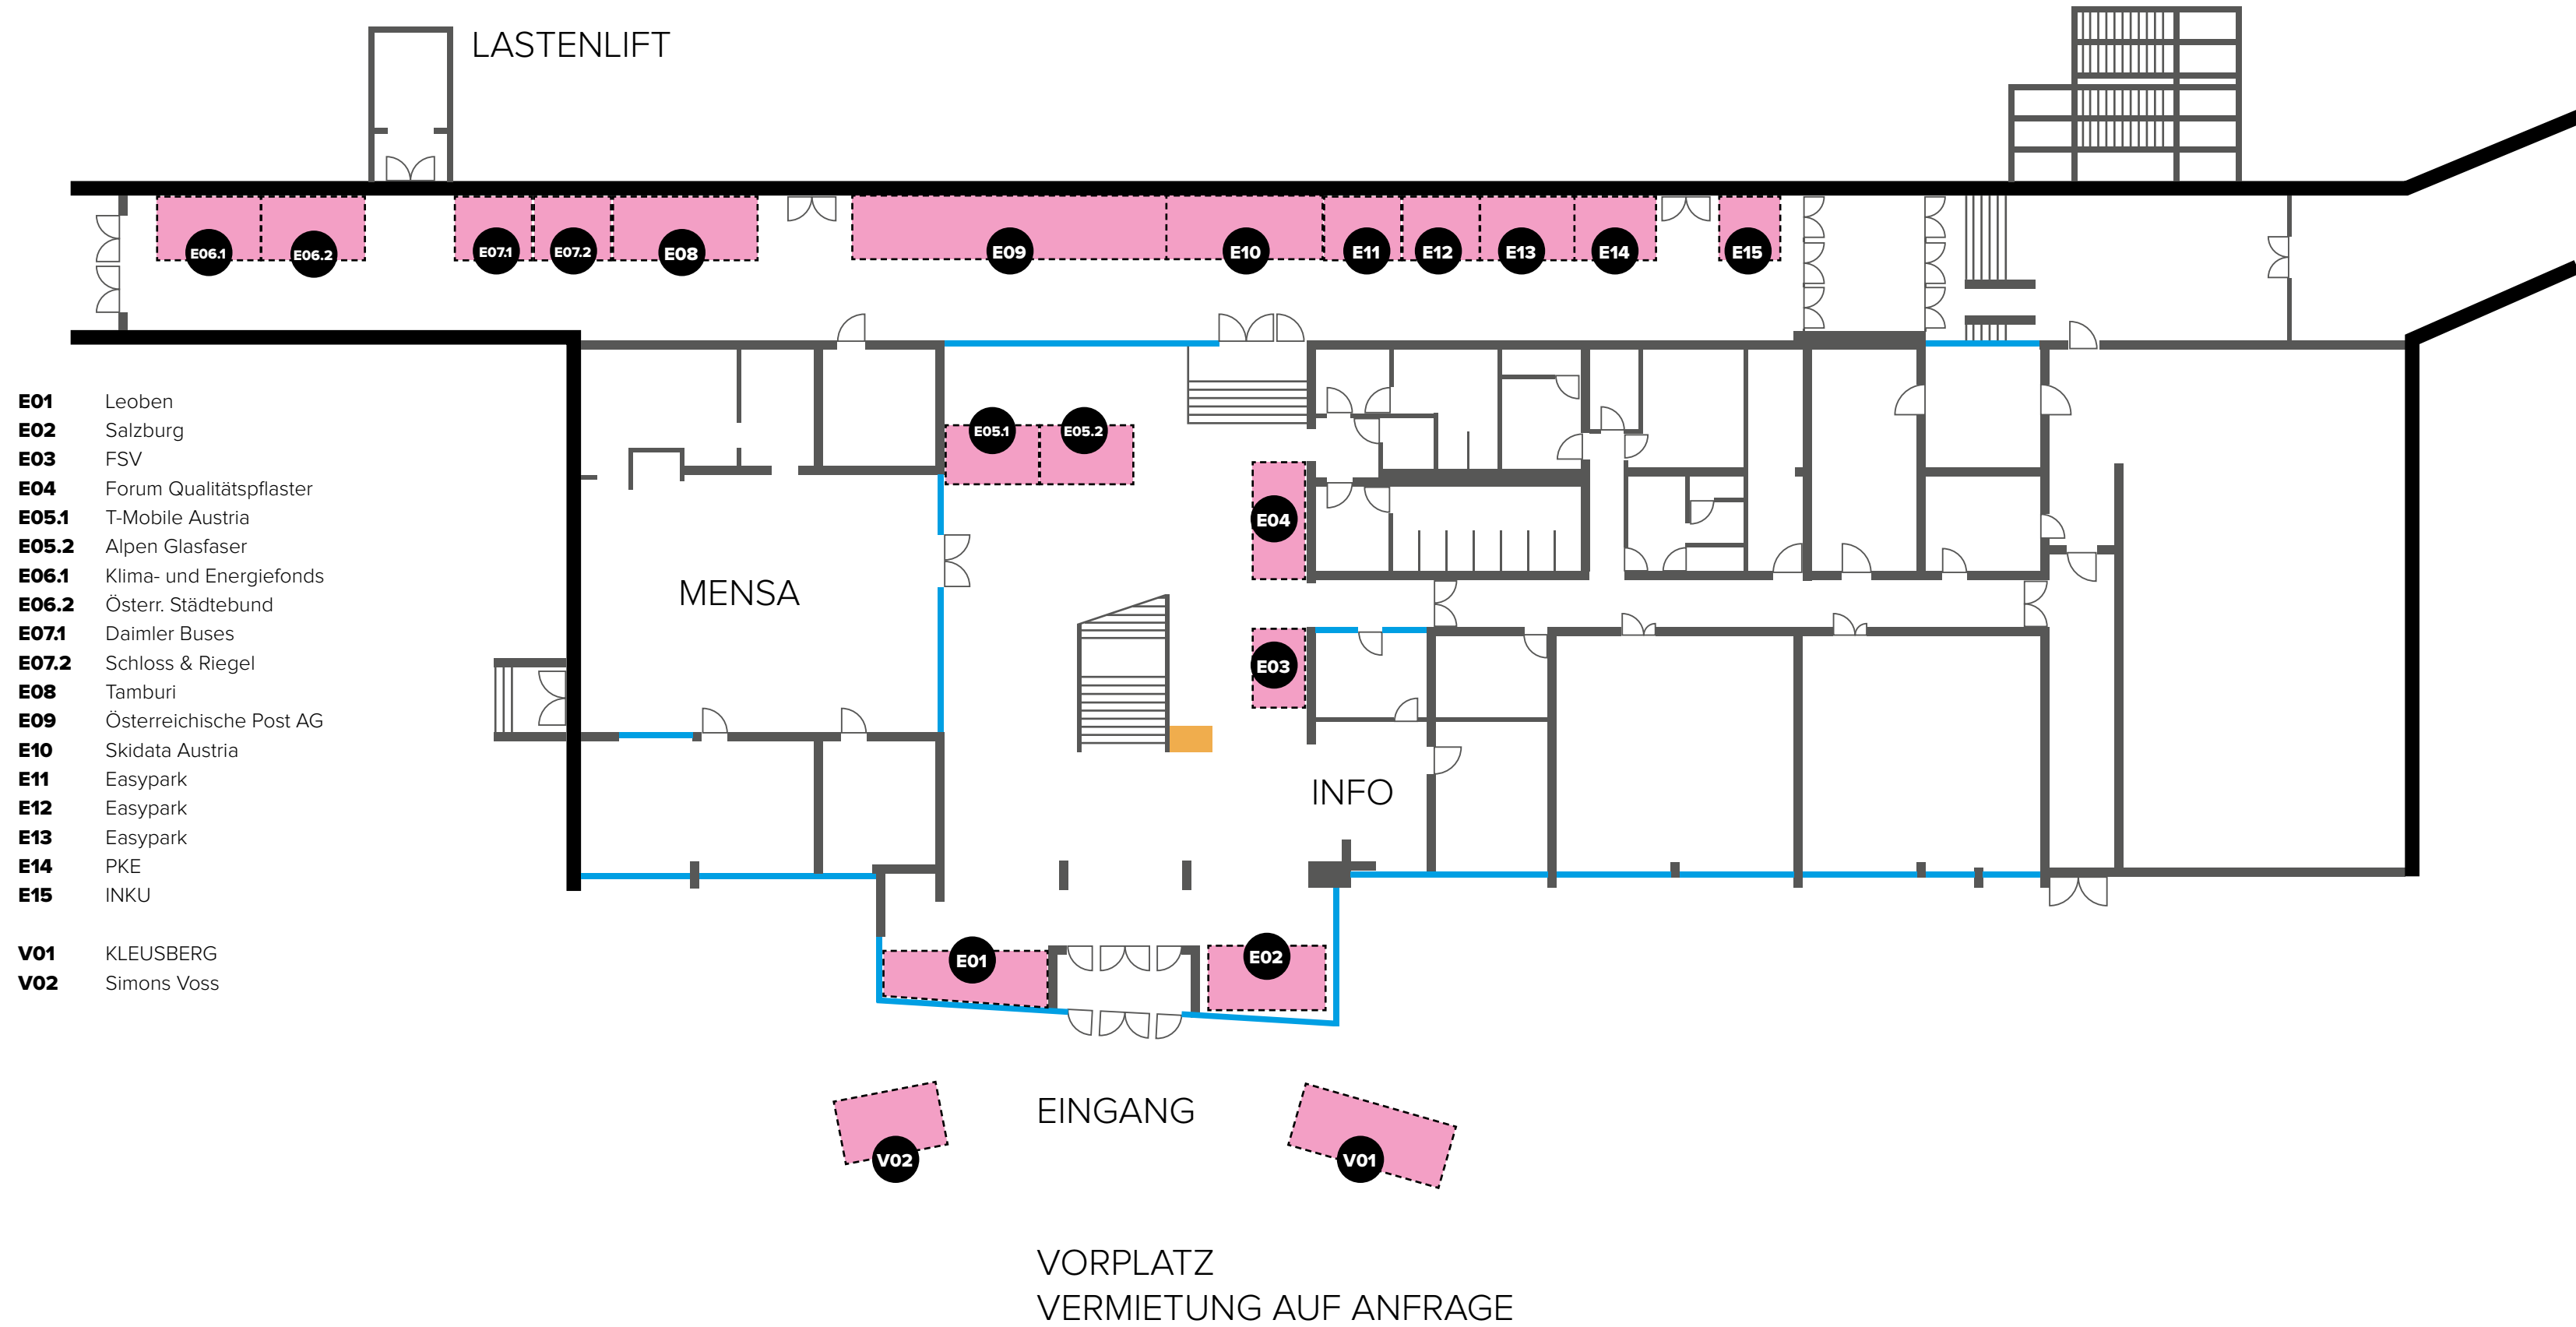 LASTENLIFT
E06.1 E06.2 E07.1 E07.2 E08 E09 E10 E11 E12 E13 E14 E15
E01 Leoben
E02 Salzburg
E03 FSV
E04 Forum Qualitätspflaster
E05.1 T-Mobile Austria
E05.2 Alpen Glasfaser
E06.1 Klima- und Energiefonds
E06.2 Österr. Städtebund
E07.1 Daimler Buses
E07.2 Schloss & Riegel
E08 Tamburi
E09 Österreichische Post AG
E10 Skidata Austria
E11 Easypark
E12 Easypark
E13 Easypark
E14 PKE
E15 INKU
V01 KLEUSBERG
V02 Simons Voss
E05.1 E05.2
E04
MENSA
E03
INFO
E01 E02
EINGANG
V02 V01
VORPLATZ
VERMIETUNG AUF ANFRAGE